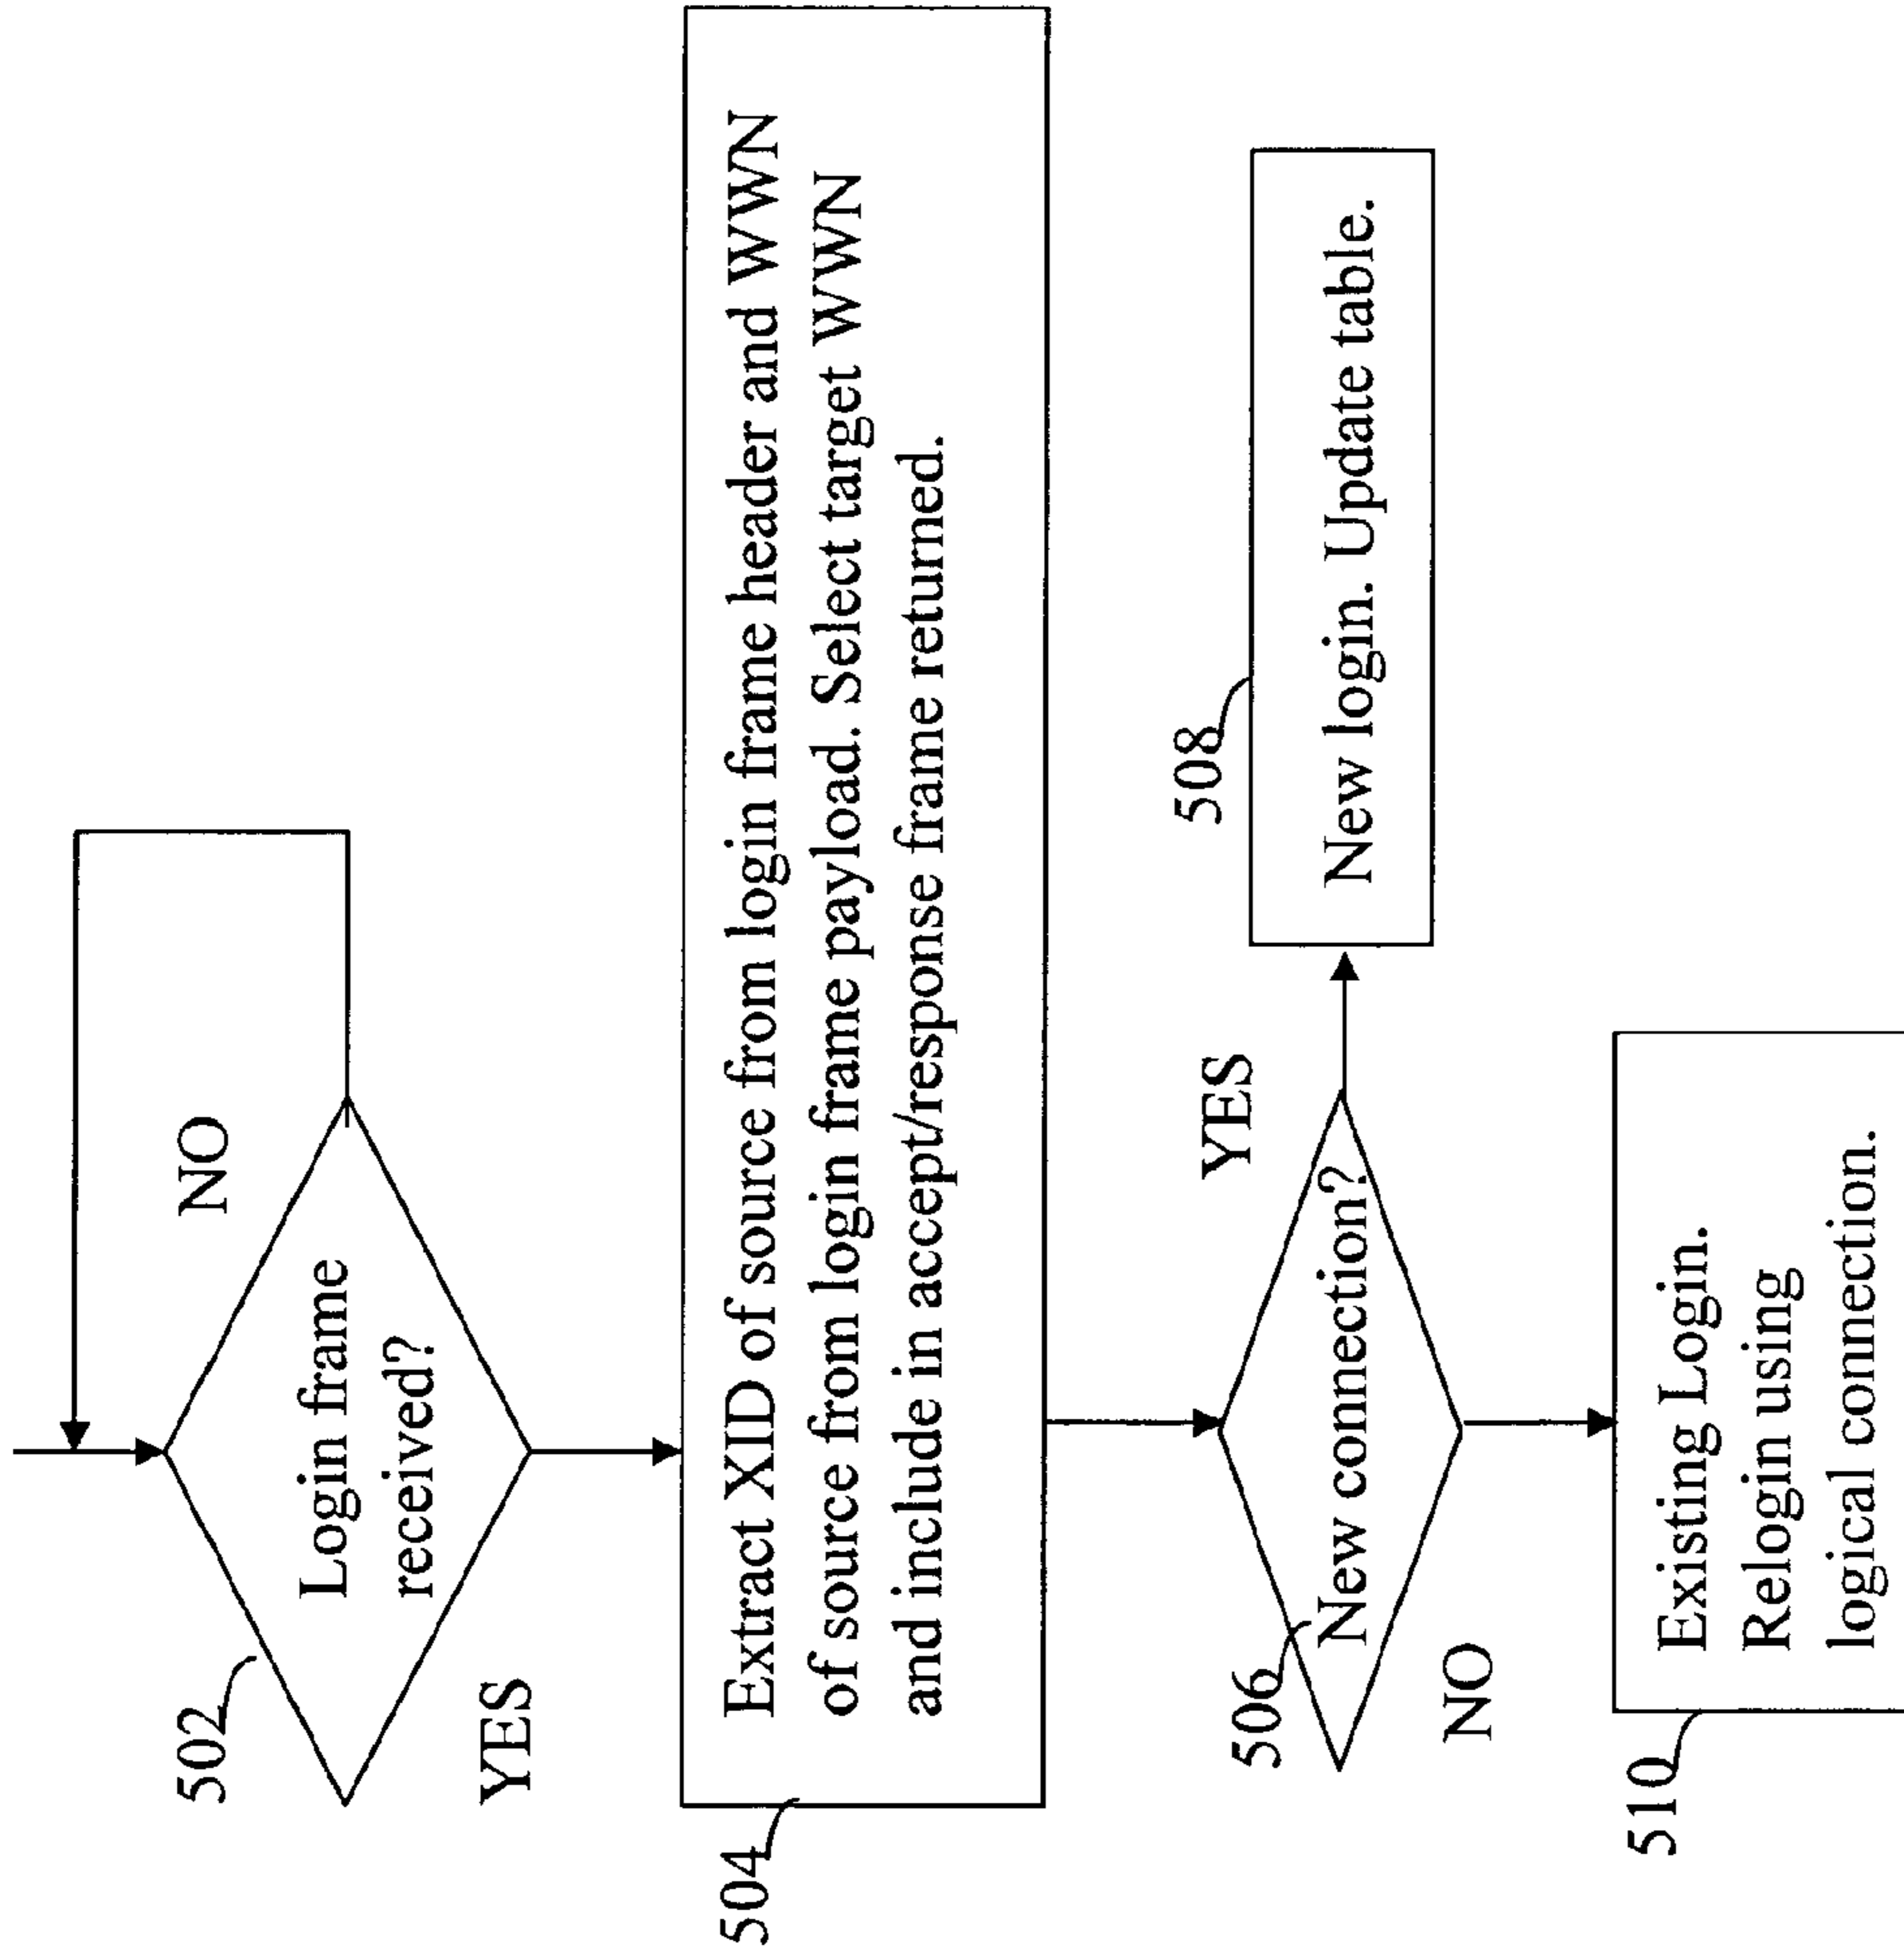 502
Login frame
received?
NO
YES
504
Extract XID of source from login frame header and WWN
of source from login frame payload. Select target WWN
and include in accept/response frame returned.
506
New connection?
YES
508
New login. Update table.
NO
510
Existing Login.
Relogin using
logical connection.